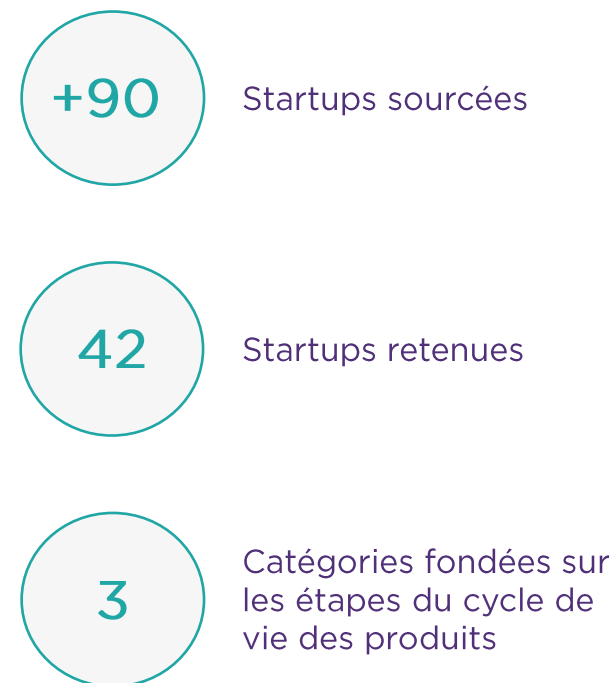 +90
Startups sourcées
42
Startups retenues
3
Catégories fondées sur
les étapes du cycle de
vie des produits